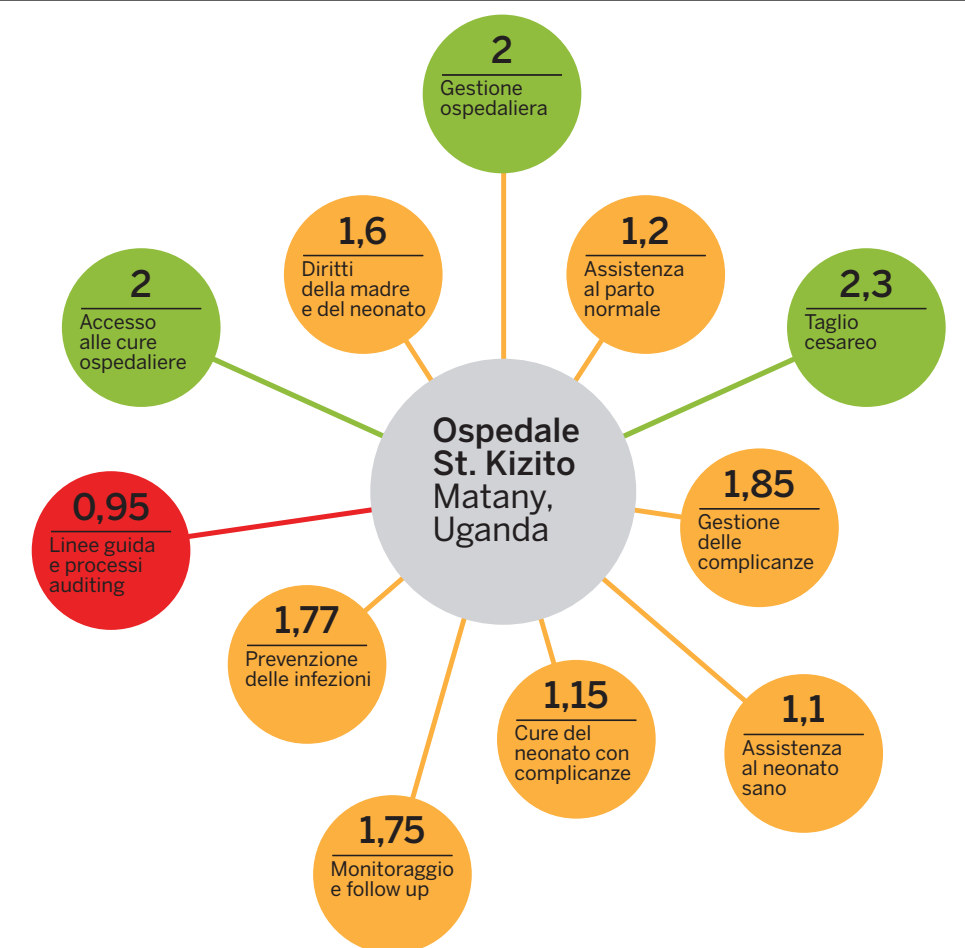 2
Gestione
ospedaliera
1,6
Diritti
della madre
e del neonato
1,2
Assistenza
al parto
normale
2
Accesso
alle cure
ospedaliere
2,3
Taglio
cesareo
Ospedale
St. Kizito
Matany,
Uganda
0,95
Linee guida
e processi
auditing
1,85
Gestione
delle
complicanze
1,77
Prevenzione
delle infezioni
1,15
Cure del
neonato con
complicanze
1,1
Assistenza
al neonato
sano
1,75
Monitoraggio
e follow up